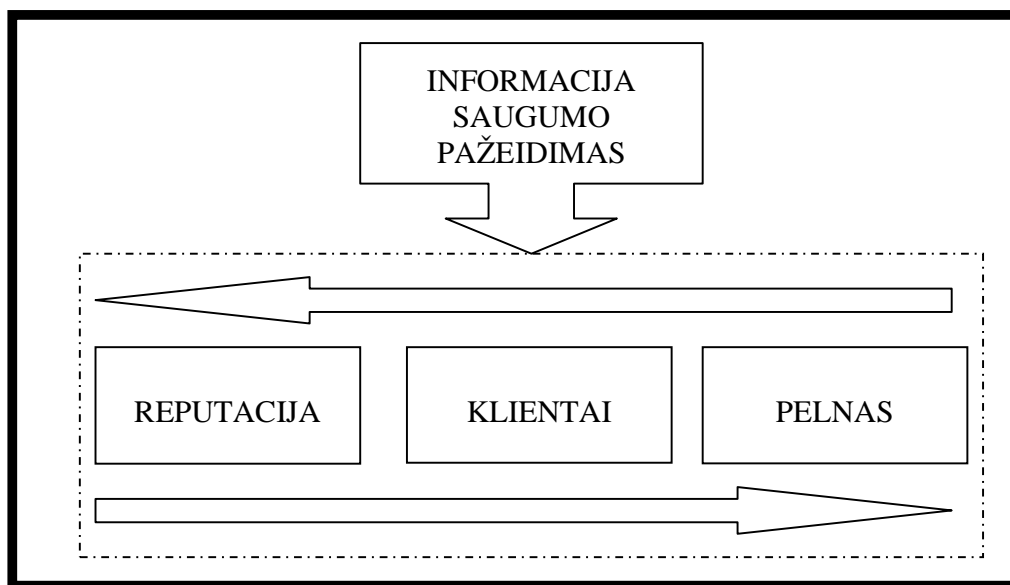 INFORMACIJA
SAUGUMO
PAŽEIDIMAS
REPUTACIJA
KLIENTAI
PELNAS